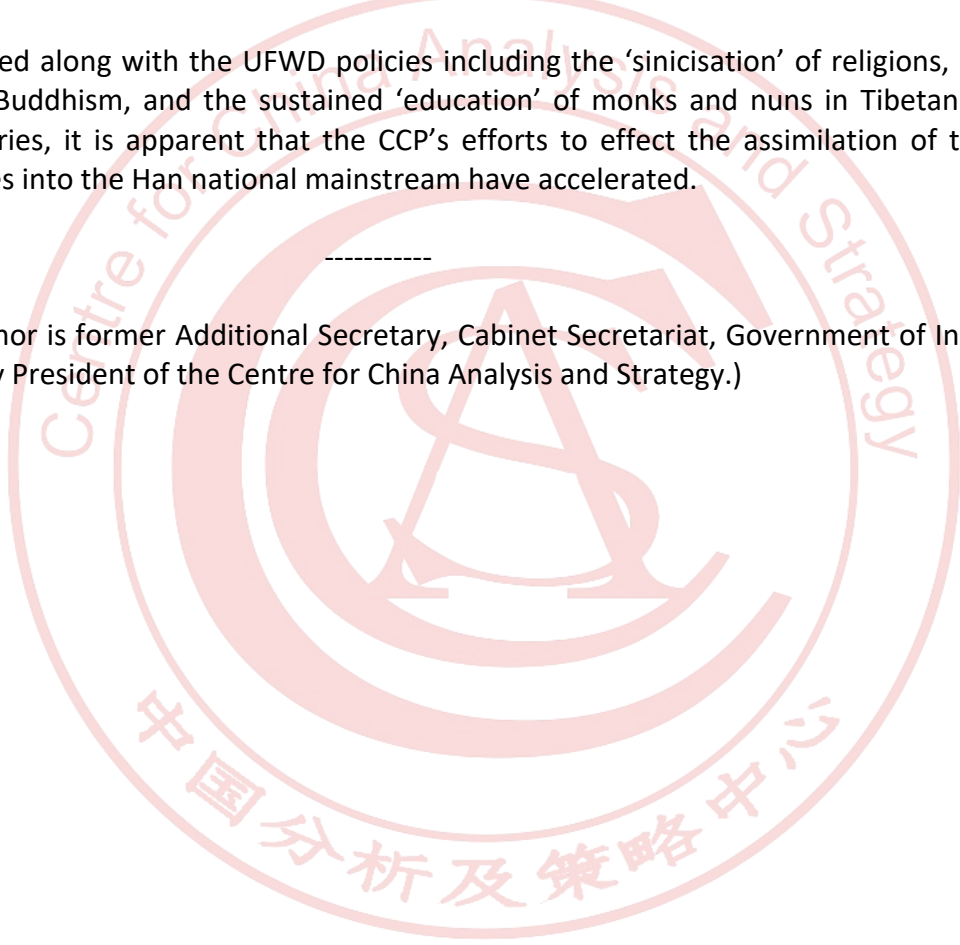 ed along with the UFWD policies including the ‘sinicisation’ of religions,
Buddhism, and the sustained ‘education’ of monks and nuns in Tibetan
ries, it is apparent that the CCP’s efforts to effect the assimilation of t
es into the Han national mainstream have accelerated.
-----------
nor is former Additional Secretary, Cabinet Secretariat, Government of In
y President of the Centre for China Analysis and Strategy.)
Centre for China Analysis and Strategy
中国分析及策略中心
CCAS